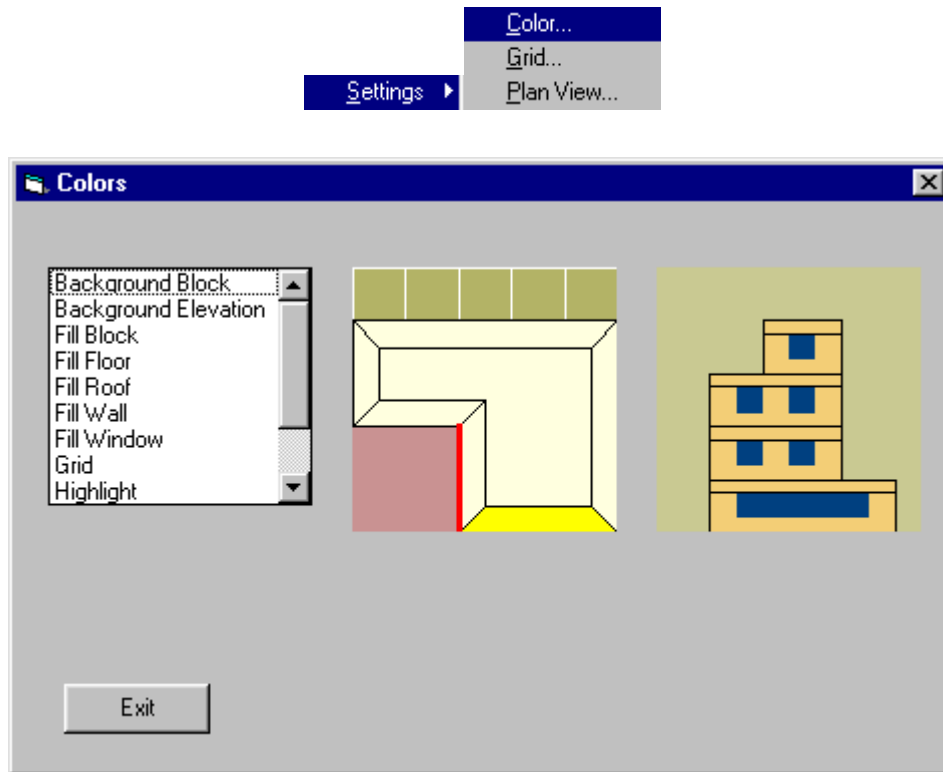 Color...
Grid...
Settings Plan View...
Colors
Background Block
Background Elevation
Fill Block
Fill Floor
Fill Roof
Fill Wall
Fill Window
Grid
Highlight
Exit